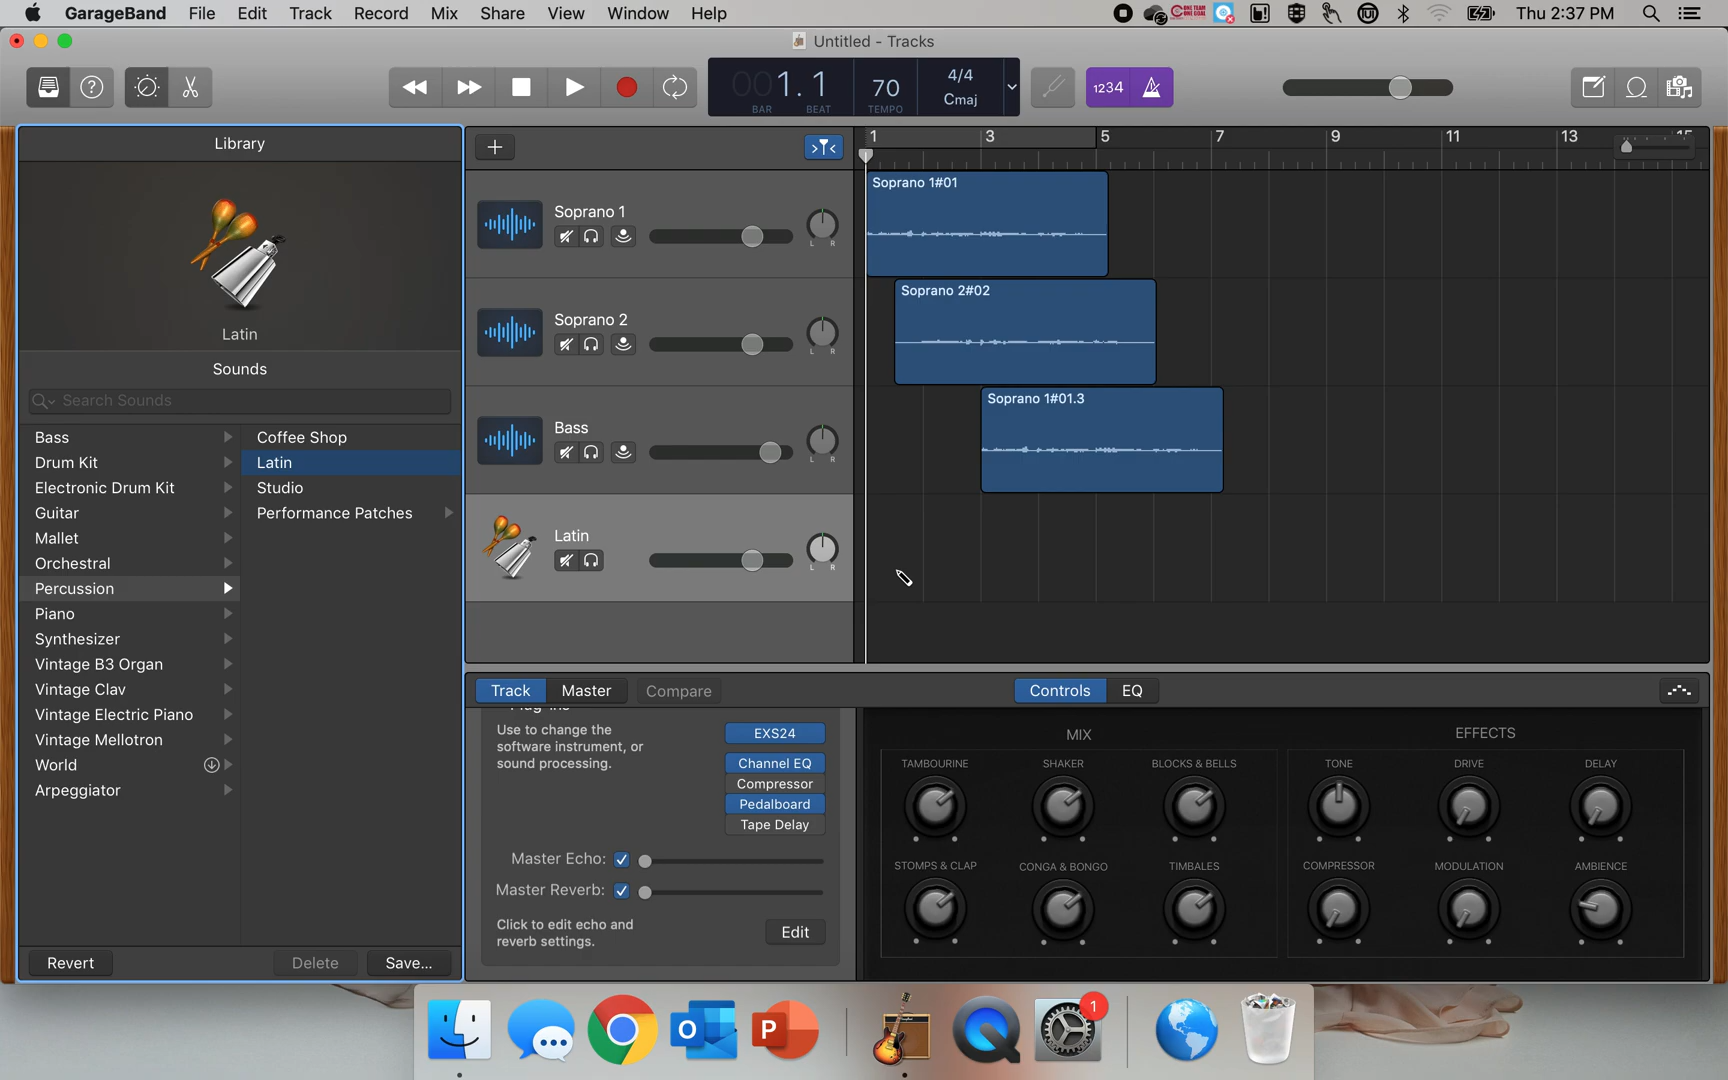 GarageBand File Edit Track Record Mix Share View Window Help
Thu 2:37 PM
Untitled - Tracks
001.1
BAR BEAT
70
TEMPO
4/4
Cmaj
1234
Library
Latin
Sounds
Search Sounds
Bass
Drum Kit
Electronic Drum Kit
Guitar
Mallet
Orchestral
Percussion
Piano
Synthesizer
Vintage B3 Organ
Vintage Clav
Vintage Electric Piano
Vintage Mellotron
World
Arpeggiator
Coffee Shop
Latin
Studio
Performance Patches
Revert Delete Save...
1 3 5 7 9 11 13 15
Soprano 1
L R
Soprano 1#01
Soprano 2
L R
Soprano 2#02
Bass
L R
Soprano 1#01.3
Latin
L R
Track Master Compare
Controls EQ
Use to change the
software instrument, or
sound processing.
EXS24
Channel EQ
Compressor
Pedalboard
Tape Delay
Master Echo:
Master Reverb:
Click to edit echo and
reverb settings.
Edit
MIX
TAMBOURINE SHAKER BLOCKS & BELLS
STOMPS & CLAP CONGA & BONGO TIMBALES
EFFECTS
TONE DRIVE DELAY
COMPRESSOR MODULATION AMBIENCE
O
P
1